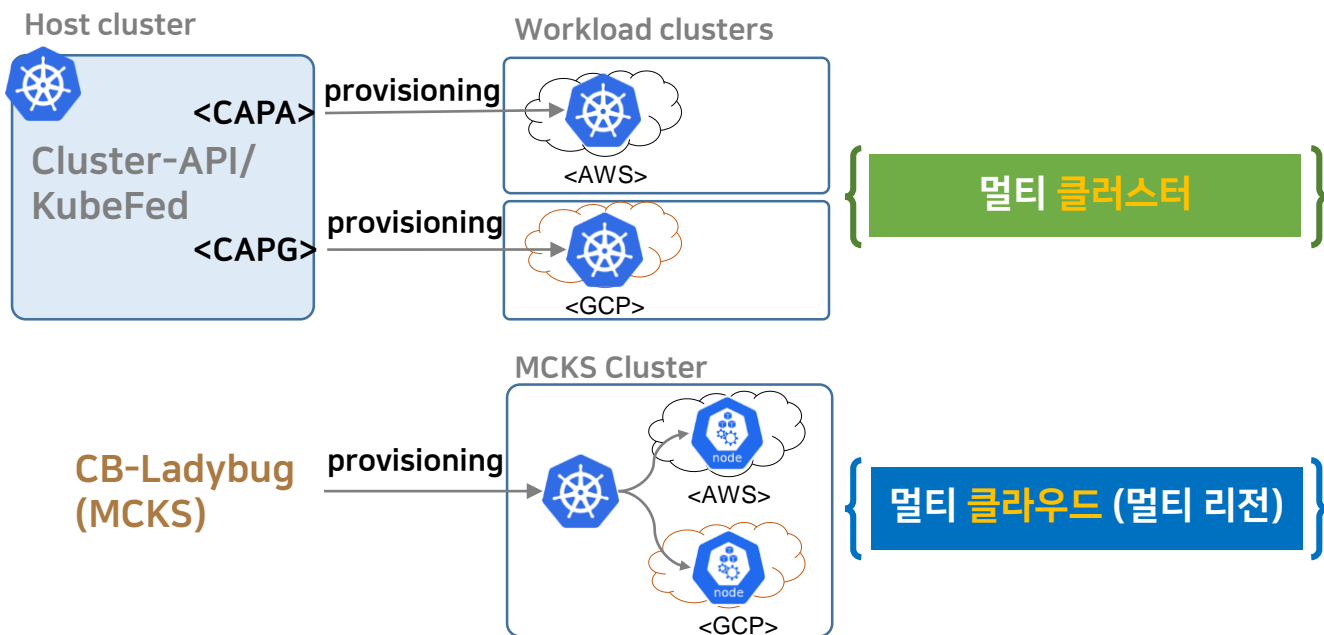 Host cluster
Workload clusters
<CAPA>
provisioning
Cluster-API/
KubeFed
<AWS>
멀티 클러스터
<CAPG>
provisioning
<GCP>
MCKS Cluster
CB-Ladybug
(MCKS)
provisioning
node
<AWS>
멀티 클라우드 (멀티 리전)
node
<GCP>